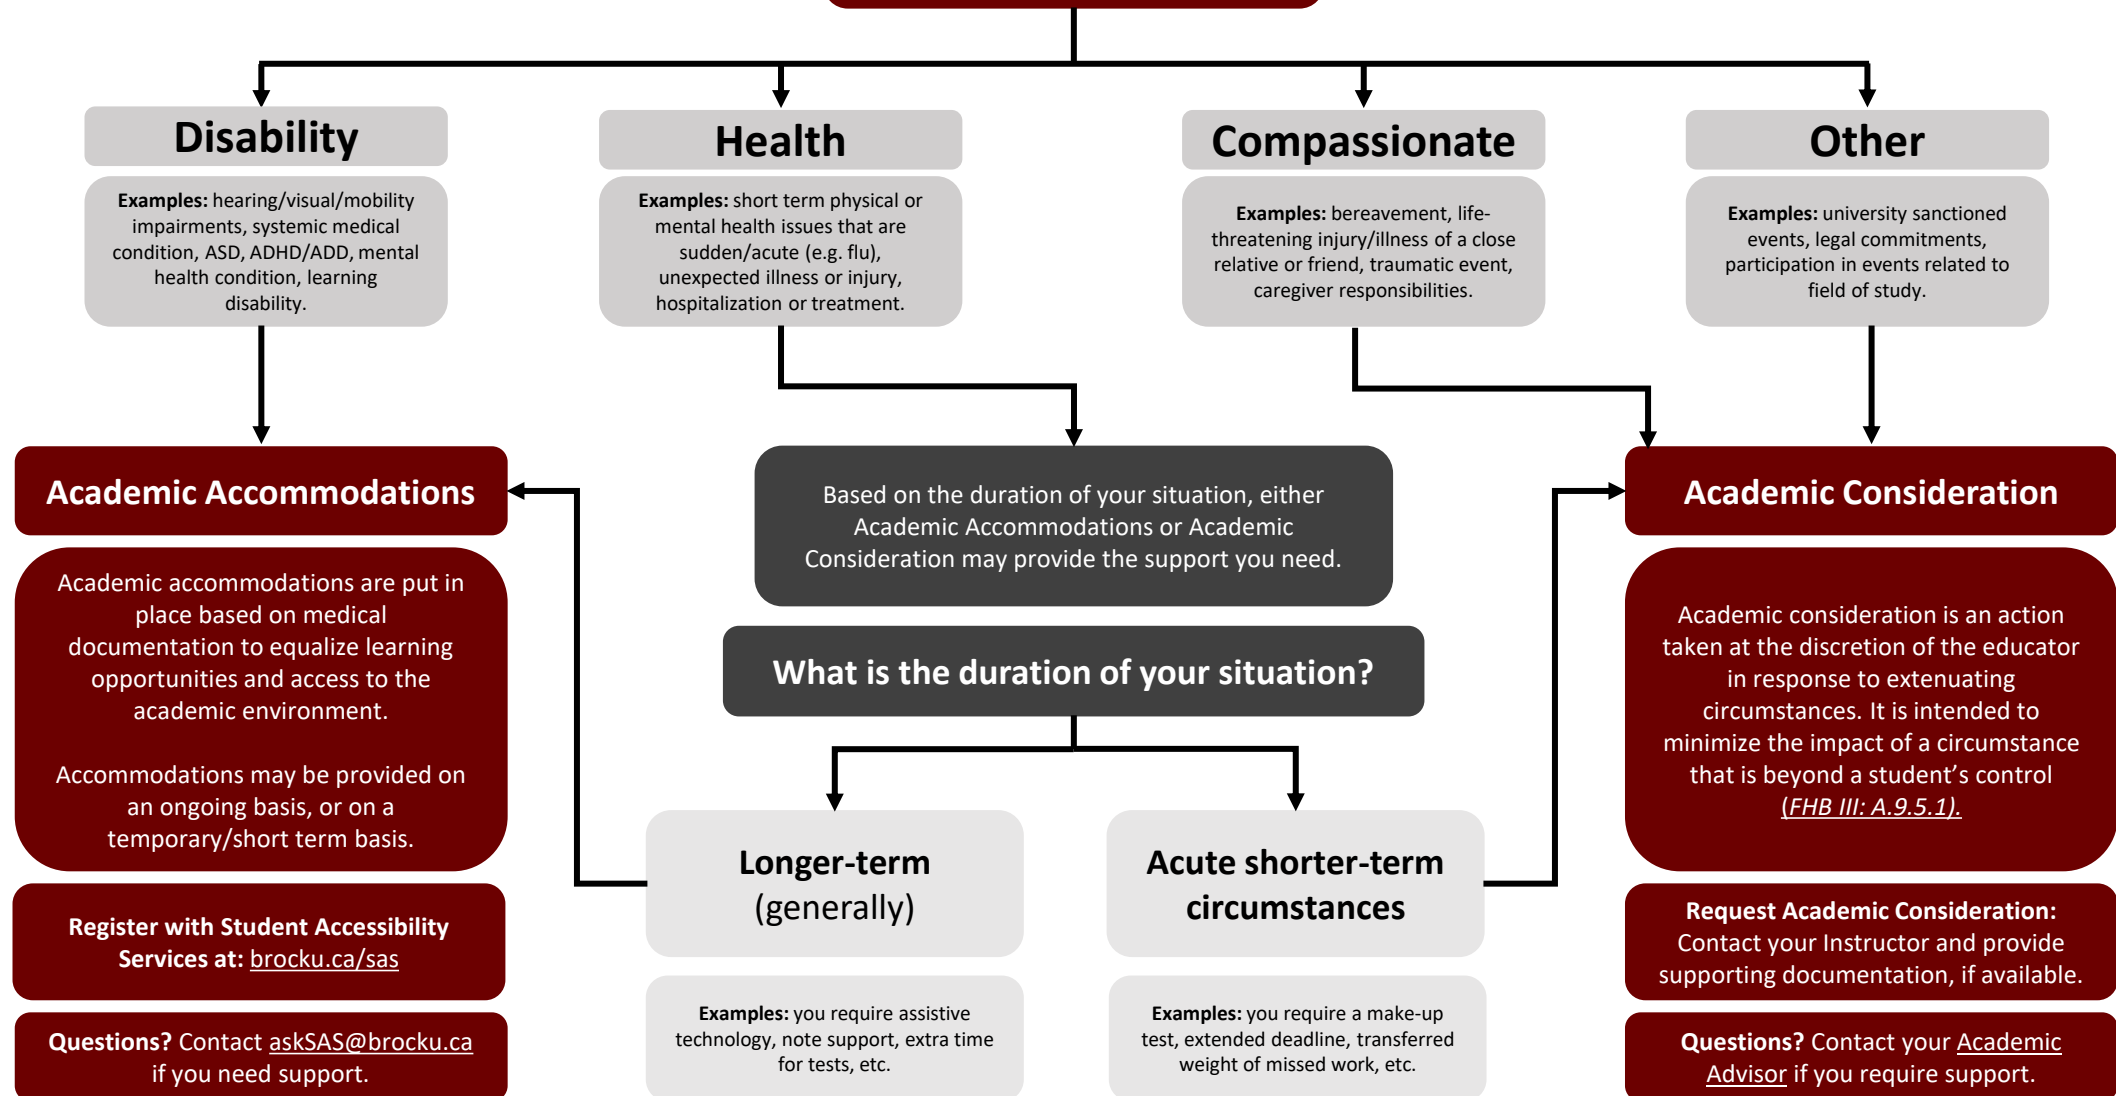 Disability
Examples: hearing/visual/mobility
impairments, systemic medical
condition, ASD, ADHD/ADD, mental
health condition, learning
disability.
Health
Examples: short term physical or
mental health issues that are
sudden/acute (e.g. flu),
unexpected illness or injury,
hospitalization or treatment.
Compassionate
Examples: bereavement, life-
threatening injury/illness of a close
relative or friend, traumatic event,
caregiver responsibilities.
Other
Examples: university sanctioned
events, legal commitments,
participation in events related to
field of study.
Academic Accommodations
Academic accommodations are put in
place based on medical
documentation to equalize learning
opportunities and access to the
academic environment.
Accommodations may be provided on
an ongoing basis, or on a
temporary/short term basis.
Register with Student Accessibility
Services at: brocku.ca/sas
Questions? Contact askSAS@brocku.ca
if you need support.
Based on the duration of your situation, either
Academic Accommodations or Academic
Consideration may provide the support you need.
What is the duration of your situation?
Longer-term
(generally)
Examples: you require assistive
technology, note support, extra time
for tests, etc.
Acute shorter-term
circumstances
Examples: you require a make-up
test, extended deadline, transferred
weight of missed work, etc.
Academic Consideration
Academic consideration is an action
taken at the discretion of the educator
in response to extenuating
circumstances. It is intended to
minimize the impact of a circumstance
that is beyond a student’s control
(FHB III: A.9.5.1).
Request Academic Consideration:
Contact your Instructor and provide
supporting documentation, if available.
Questions? Contact your Academic
Advisor if you require support.